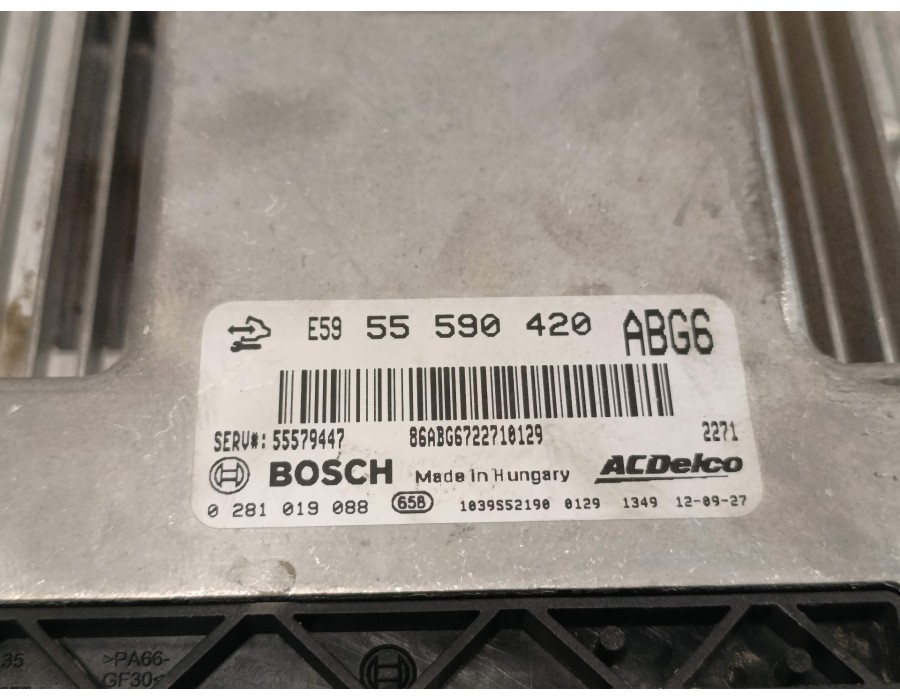 E59 55 590 420 ABG6
SERV#: 55579447 86ABG6722710129 2271
BOSCH Made in Hungary ACDelco
0 281 019 088 658 1039S52190 0129 1349 12-09-27
35 >PA66-
GF30<